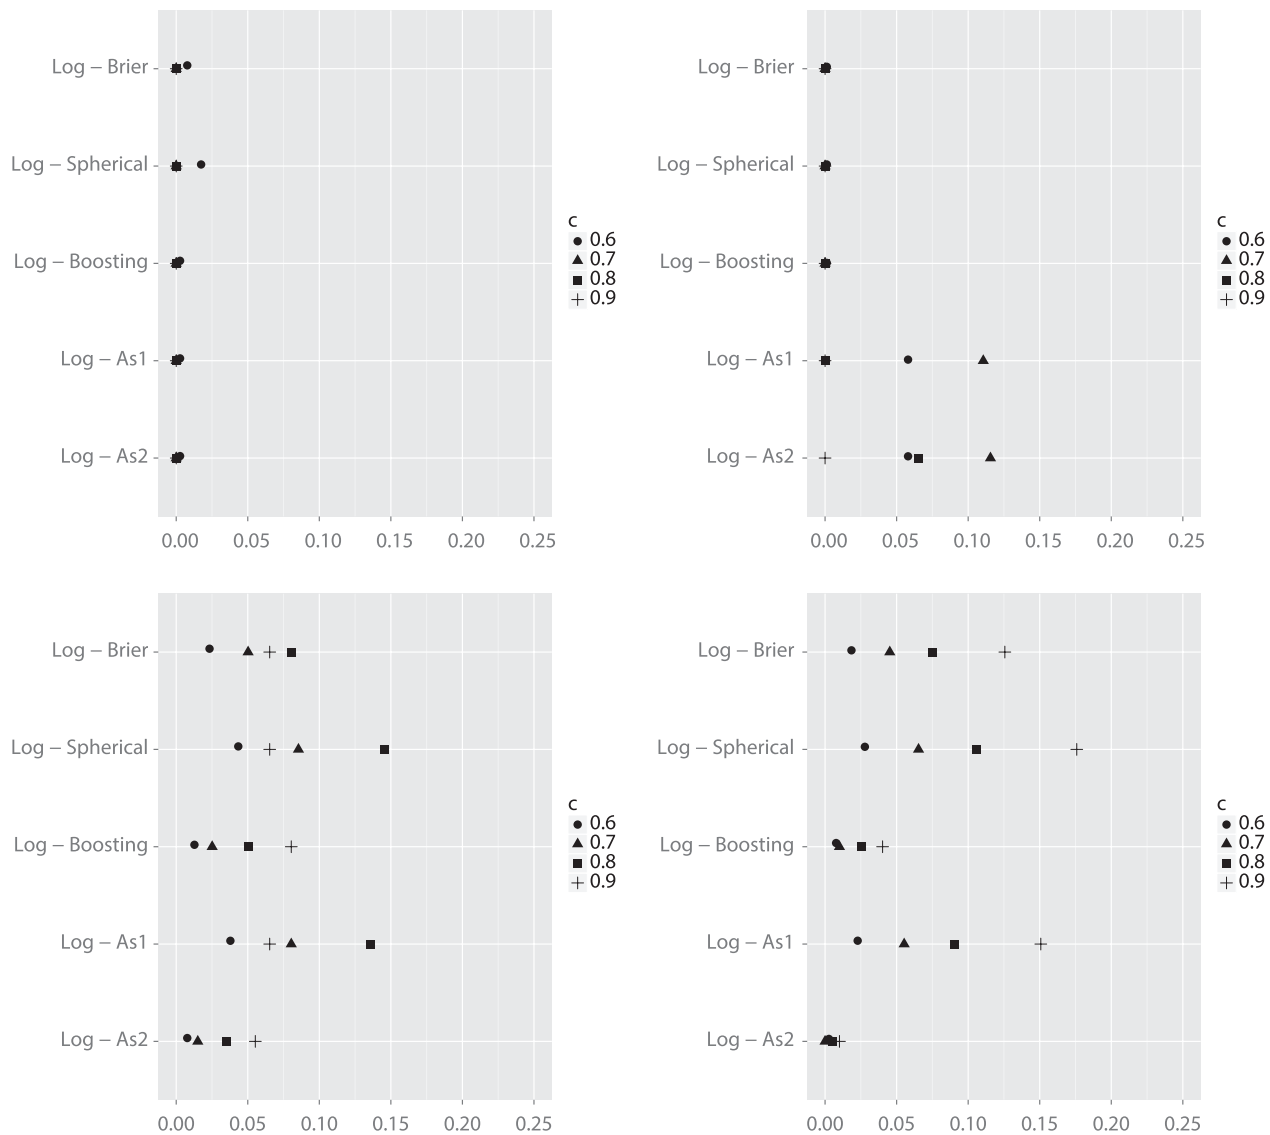 Log – Brier
Log – Spherical
Log – Boosting
Log – As1
Log – As2
0.00 0.05 0.10 0.15 0.20 0.25
c
0.6
0.7
0.8
0.9
Log – Brier
Log – Spherical
Log – Boosting
Log – As1
Log – As2
0.00 0.05 0.10 0.15 0.20 0.25
c
0.6
0.7
0.8
0.9
Log – Brier
Log – Spherical
Log – Boosting
Log – As1
Log – As2
0.00 0.05 0.10 0.15 0.20 0.25
c
0.6
0.7
0.8
0.9
Log – Brier
Log – Spherical
Log – Boosting
Log – As1
Log – As2
0.00 0.05 0.10 0.15 0.20 0.25
c
0.6
0.7
0.8
0.9